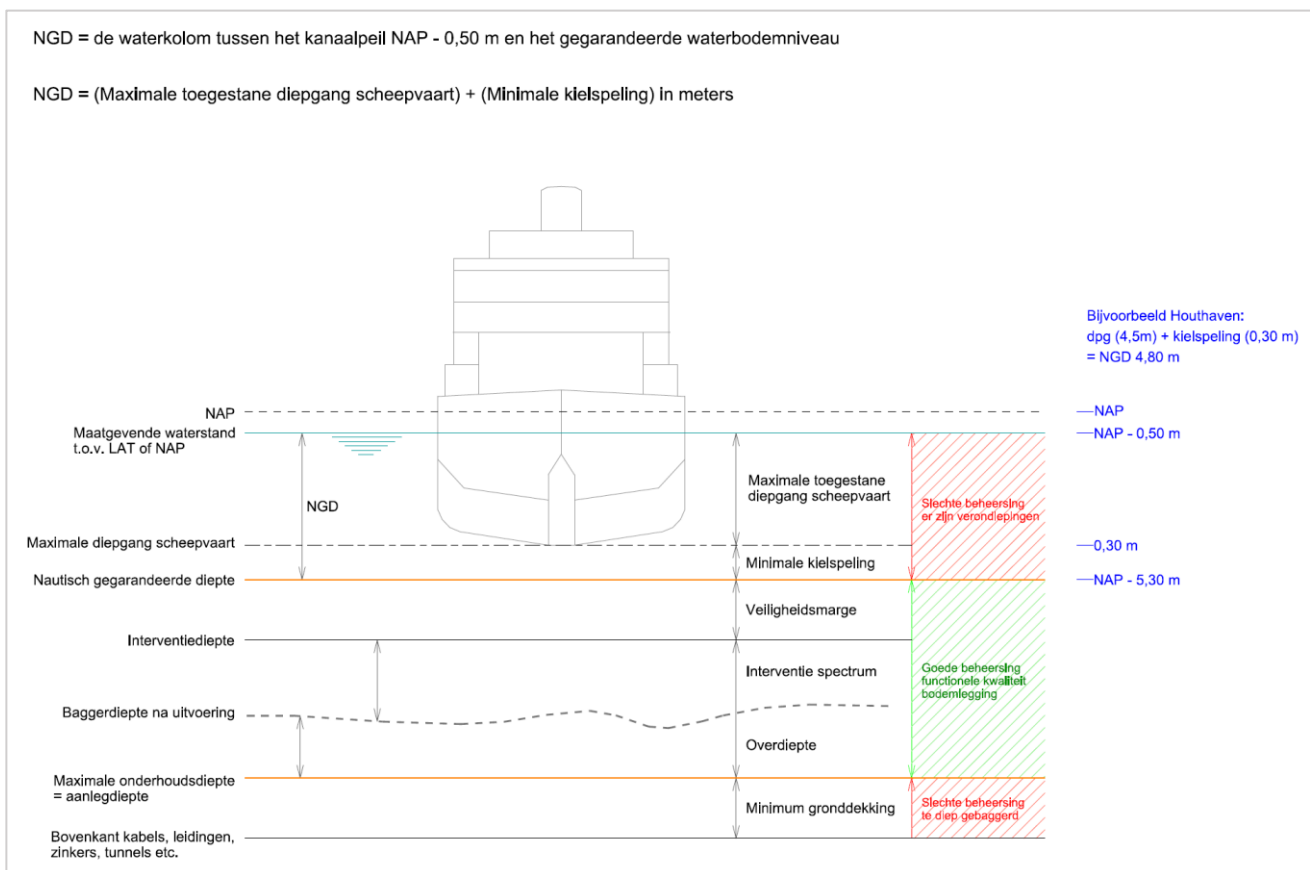 NGD = de waterkolom tussen het kanaalpeil NAP - 0,50 m en het gegarandeerde waterbodemniveau
NGD = (Maximale toegestane diepgang scheepvaart) + (Minimale kielspeling) in meters
Bijvoorbeeld Houthaven:
dpg (4,5m) + kielspeling (0,30 m)
= NGD 4,80 m
NAP
NAP
Maatgevende waterstand
t.o.v. LAT of NAP
NAP - 0,50 m
NGD
Maximale toegestane
diepgang scheepvaart
Slechte beheersing
er zijn verondiepingen
Maximale diepgang scheepvaart
0,30 m
Minimale kielspeling
Nautisch gegarandeerde diepte
NAP - 5,30 m
Veiligheidsmarge
Interventiediepte
Interventie spectrum
Goede beheersing
functionele kwaliteit
bodemlegging
Baggerdiepte na uitvoering
Overdiepte
Maximale onderhoudsdiepte
= aanlegdiepte
Minimum gronddekking
Slechte beheersing
te diep gebaggerd
Bovenkant kabels, leidingen,
zinkers, tunnels etc.